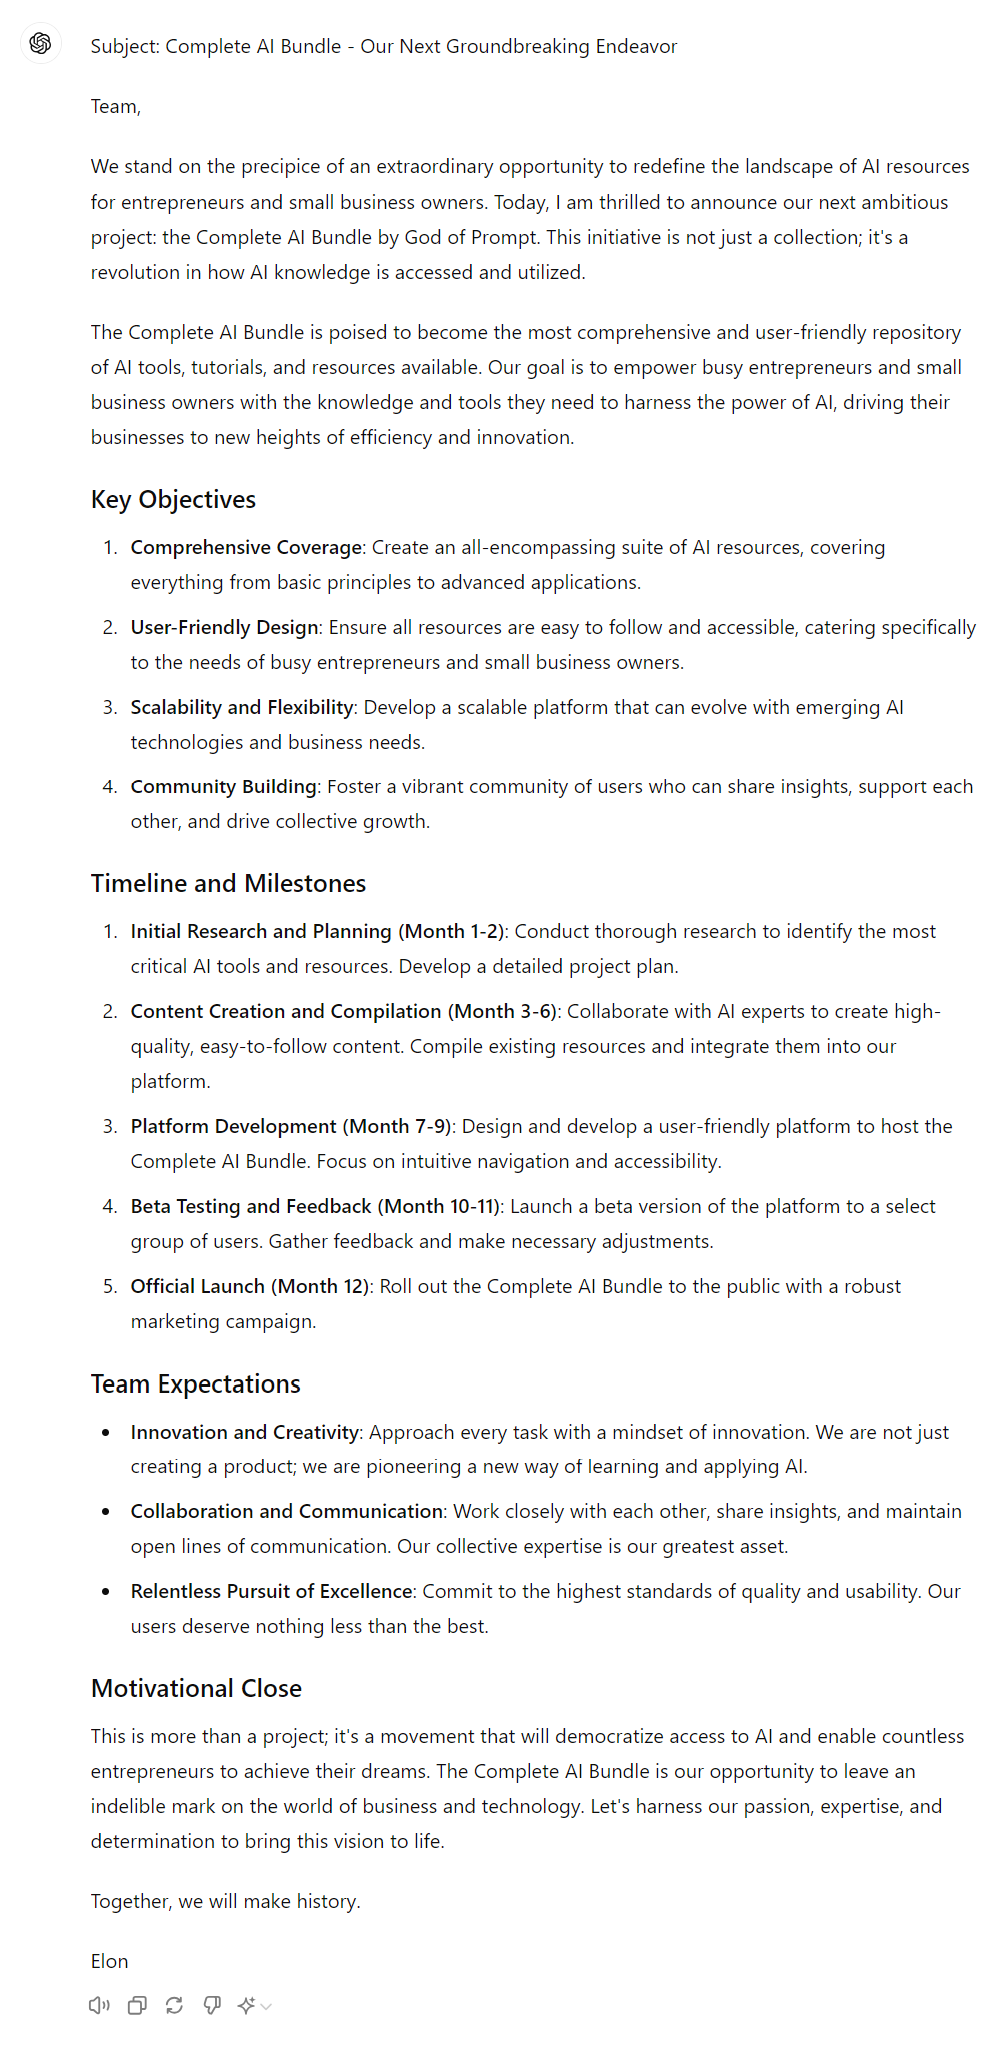 Subject: Complete AI Bundle - Our Next Groundbreaking Endeavor
Team,
We stand on the precipice of an extraordinary opportunity to redefine the landscape of AI resources
for entrepreneurs and small business owners. Today, I am thrilled to announce our next ambitious
project: the Complete AI Bundle by God of Prompt. This initiative is not just a collection; it's a
revolution in how AI knowledge is accessed and utilized.
The Complete AI Bundle is poised to become the most comprehensive and user-friendly repository
of AI tools, tutorials, and resources available. Our goal is to empower busy entrepreneurs and small
business owners with the knowledge and tools they need to harness the power of AI, driving their
businesses to new heights of efficiency and innovation.
Key Objectives
1. Comprehensive Coverage: Create an all-encompassing suite of AI resources, covering
everything from basic principles to advanced applications.
2. User-Friendly Design: Ensure all resources are easy to follow and accessible, catering specifically
to the needs of busy entrepreneurs and small business owners.
3. Scalability and Flexibility: Develop a scalable platform that can evolve with emerging AI
technologies and business needs.
4. Community Building: Foster a vibrant community of users who can share insights, support each
other, and drive collective growth.
Timeline and Milestones
1. Initial Research and Planning (Month 1-2): Conduct thorough research to identify the most
critical AI tools and resources. Develop a detailed project plan.
2. Content Creation and Compilation (Month 3-6): Collaborate with AI experts to create high-
quality, easy-to-follow content. Compile existing resources and integrate them into our
platform.
3. Platform Development (Month 7-9): Design and develop a user-friendly platform to host the
Complete AI Bundle. Focus on intuitive navigation and accessibility.
4. Beta Testing and Feedback (Month 10-11): Launch a beta version of the platform to a select
group of users. Gather feedback and make necessary adjustments.
5. Official Launch (Month 12): Roll out the Complete AI Bundle to the public with a robust
marketing campaign.
Team Expectations
• Innovation and Creativity: Approach every task with a mindset of innovation. We are not just
creating a product; we are pioneering a new way of learning and applying AI.
• Collaboration and Communication: Work closely with each other, share insights, and maintain
open lines of communication. Our collective expertise is our greatest asset.
• Relentless Pursuit of Excellence: Commit to the highest standards of quality and usability. Our
users deserve nothing less than the best.
Motivational Close
This is more than a project; it's a movement that will democratize access to AI and enable countless
entrepreneurs to achieve their dreams. The Complete AI Bundle is our opportunity to leave an
indelible mark on the world of business and technology. Let's harness our passion, expertise, and
determination to bring this vision to life.
Together, we will make history.
Elon